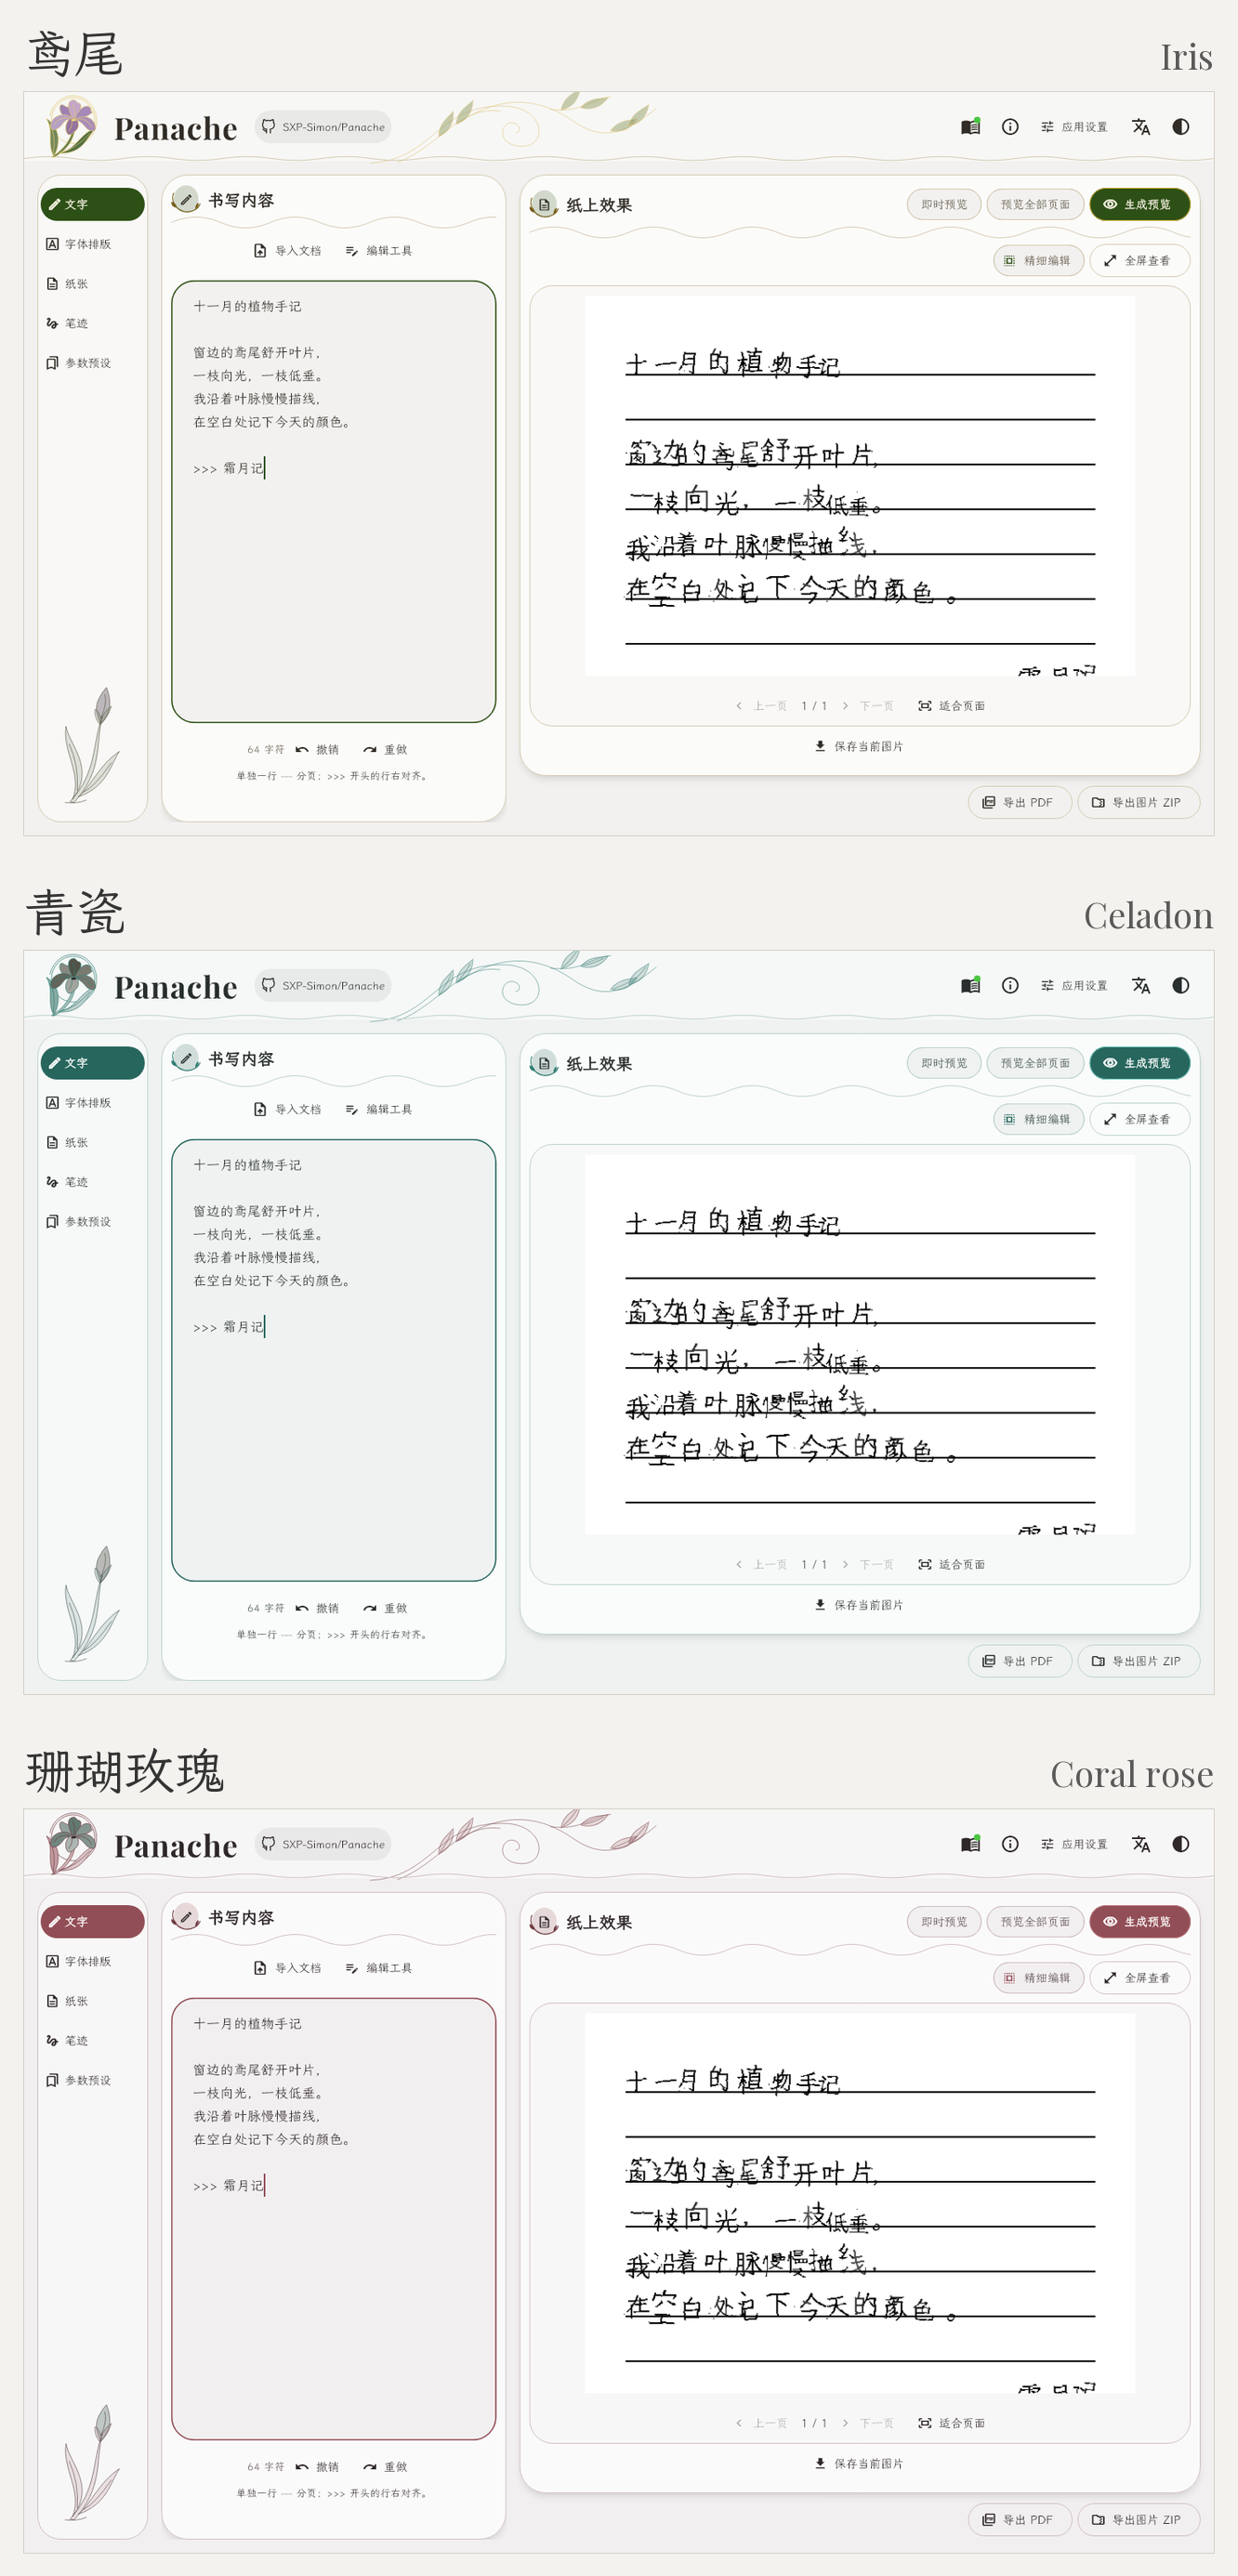 鸢尾 Iris
Panache SXP-Simon/Panache 应用设置
文字
字体排版
纸张
笔迹
参数预设
书写内容
导入文档 编辑工具
十一月的植物手记
窗边的鸢尾舒开叶片，
一枝向光，一枝低垂。
我沿着叶脉慢慢描线，
在空白处记下今天的颜色。
>>> 霜月记
64 字符 撤销 重做
单独一行 --- 分页；>>> 开头的行右对齐。
纸上效果 即时预览 预览全部页面 生成预览
精细编辑 全屏查看
十一月的植物手记
窗边的鸢尾舒开叶片，
一枝向光，一枝低垂。
我沿着叶脉慢慢描线，
在空白处记下今天的颜色。
上一页 1 / 1 下一页 适合页面
保存当前图片
导出 PDF 导出图片 ZIP
青瓷 Celadon
Panache SXP-Simon/Panache 应用设置
文字
字体排版
纸张
笔迹
参数预设
书写内容
导入文档 编辑工具
十一月的植物手记
窗边的鸢尾舒开叶片，
一枝向光，一枝低垂。
我沿着叶脉慢慢描线，
在空白处记下今天的颜色。
>>> 霜月记
64 字符 撤销 重做
单独一行 --- 分页；>>> 开头的行右对齐。
纸上效果 即时预览 预览全部页面 生成预览
精细编辑 全屏查看
十一月的植物手记
窗边的鸢尾舒开叶片，
一枝向光，一枝低垂。
我沿着叶脉慢慢描线，
在空白处记下今天的颜色。
上一页 1 / 1 下一页 适合页面
保存当前图片
导出 PDF 导出图片 ZIP
珊瑚玫瑰 Coral rose
Panache SXP-Simon/Panache 应用设置
文字
字体排版
纸张
笔迹
参数预设
书写内容
导入文档 编辑工具
十一月的植物手记
窗边的鸢尾舒开叶片，
一枝向光，一枝低垂。
我沿着叶脉慢慢描线，
在空白处记下今天的颜色。
>>> 霜月记
64 字符 撤销 重做
单独一行 --- 分页；>>> 开头的行右对齐。
纸上效果 即时预览 预览全部页面 生成预览
精细编辑 全屏查看
十一月的植物手记
窗边的鸢尾舒开叶片，
一枝向光，一枝低垂。
我沿着叶脉慢慢描线，
在空白处记下今天的颜色。
上一页 1 / 1 下一页 适合页面
保存当前图片
导出 PDF 导出图片 ZIP